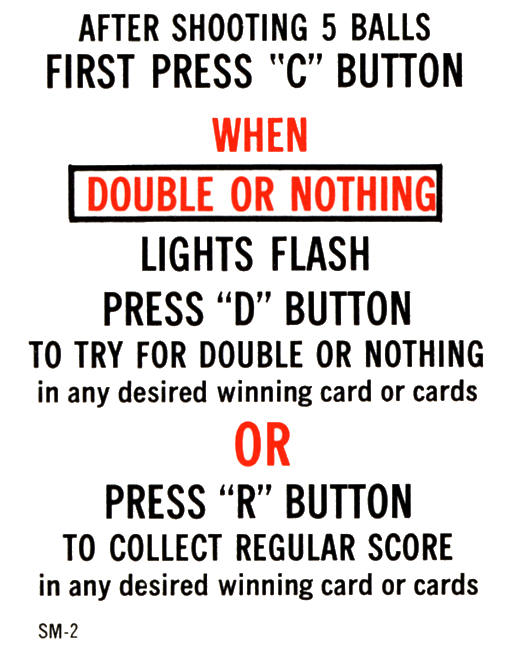 AFTER SHOOTING 5 BALLS
FIRST PRESS "C" BUTTON
WHEN
DOUBLE OR NOTHING
LIGHTS FLASH
PRESS "D" BUTTON
TO TRY FOR DOUBLE OR NOTHING
in any desired winning card or cards
OR
PRESS "R" BUTTON
TO COLLECT REGULAR SCORE
in any desired winning card or cards
SM-2